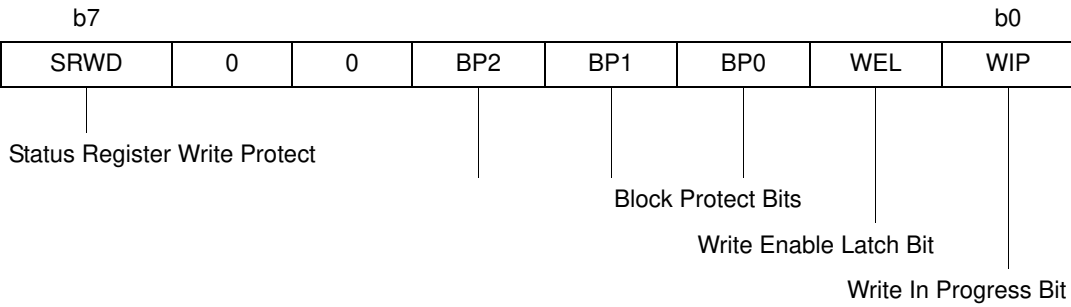 b7 b0
SRWD 0 0 BP2 BP1 BP0 WEL WIP
Status Register Write Protect
Block Protect Bits
Write Enable Latch Bit
Write In Progress Bit